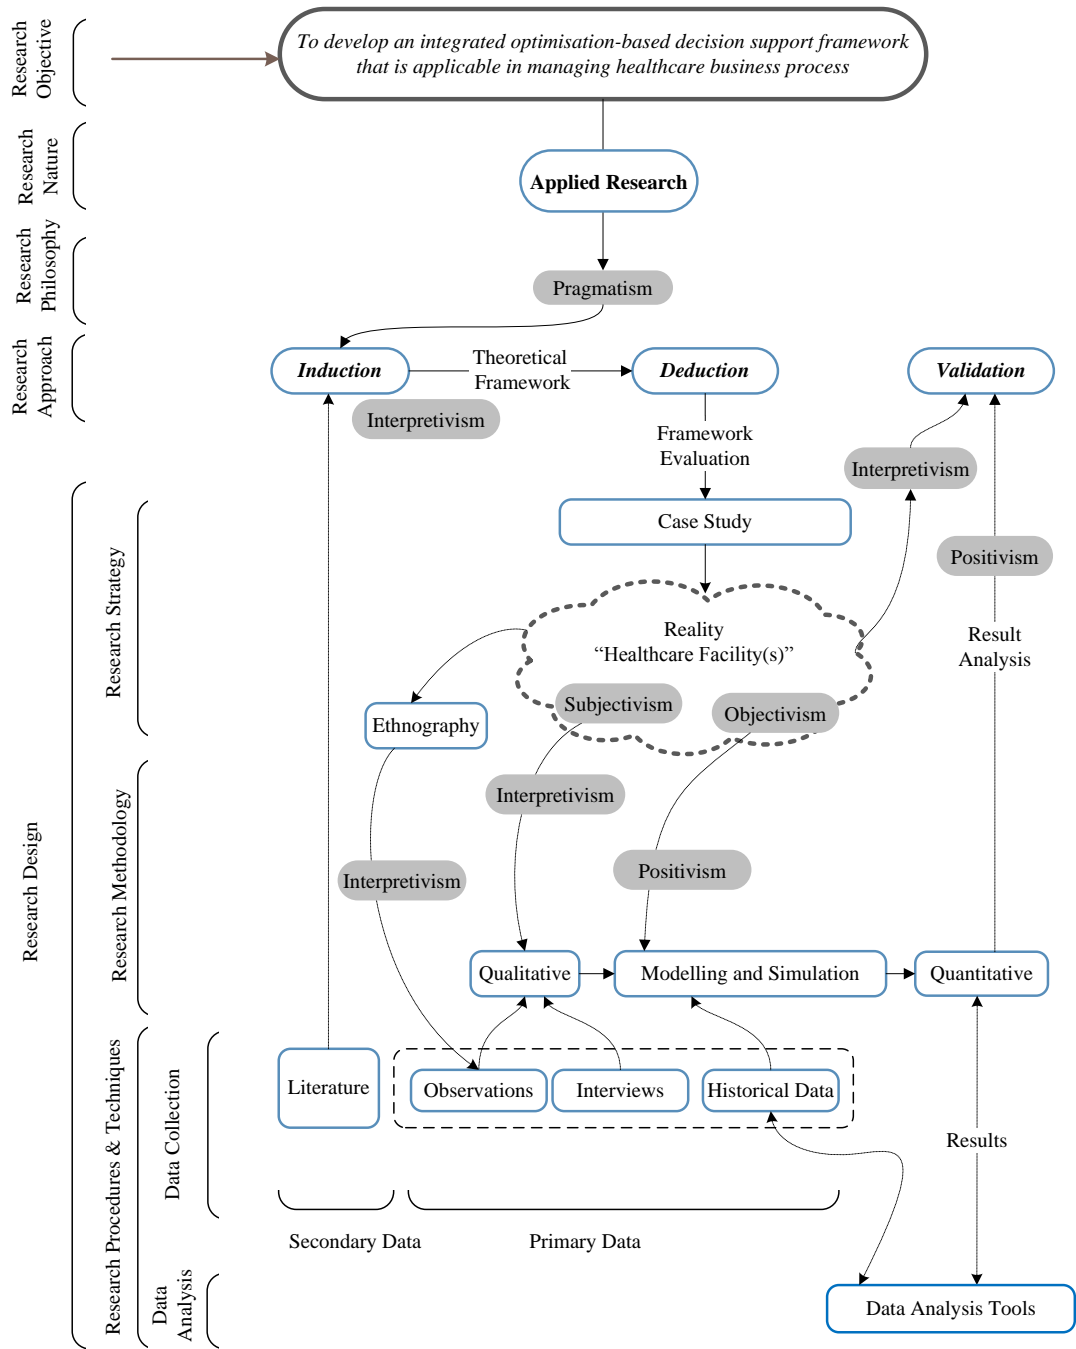 Research
Objective
To develop an integrated optimisation-based decision support framework
that is applicable in managing healthcare business process
Research
Nature
Applied Research
Research
Philosophy
Pragmatism
Research
Approach
Induction
Theoretical
Framework
Deduction
Validation
Interpretivism
Framework
Evaluation
Interpretivism
Research Design
Research Strategy
Case Study
Positivism
Reality
“Healthcare Facility(s)”
Result
Analysis
Subjectivism
Objectivism
Ethnography
Research Methodology
Interpretivism
Positivism
Interpretivism
Qualitative
Modelling and Simulation
Quantitative
Research Procedures & Techniques
Data Collection
Literature
Observations
Interviews
Historical Data
Results
Secondary Data
Primary Data
Data
Analysis
Data Analysis Tools